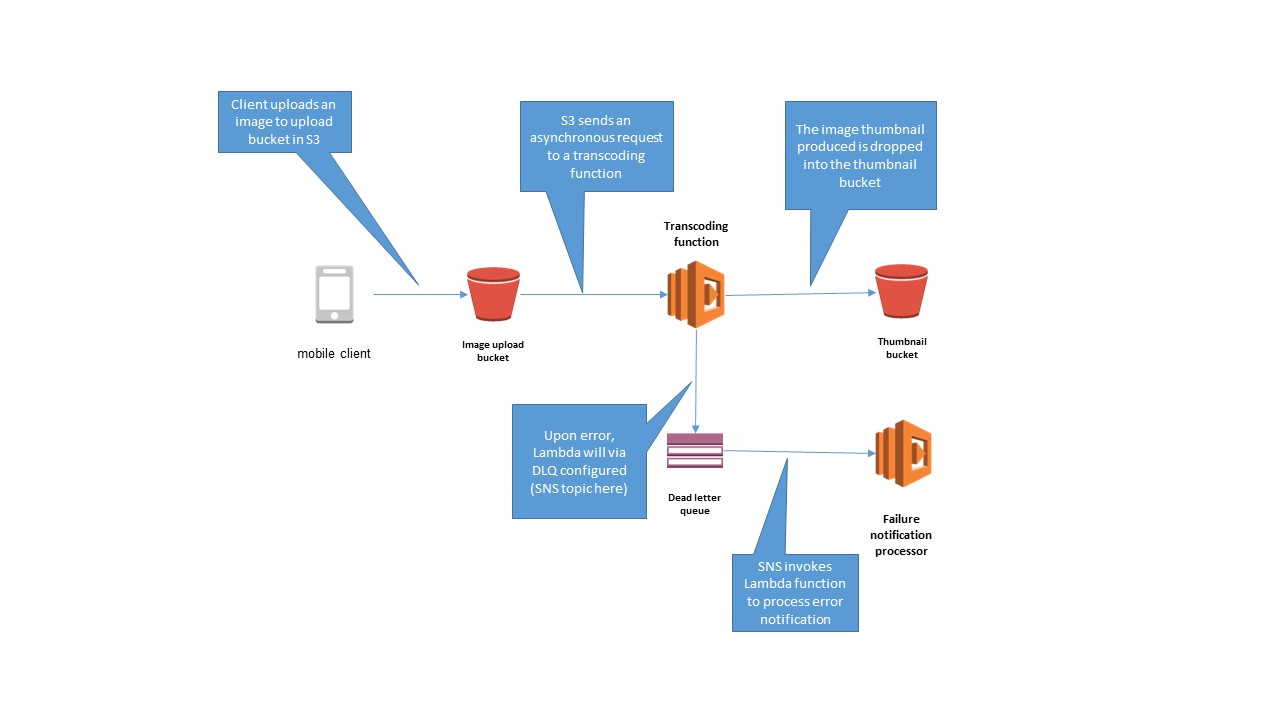 Client uploads an
image to upload
bucket in S3
S3 sends an
asynchronous request
to a transcoding
function
The image thumbnail
produced is dropped
into the thumbnail
bucket
Transcoding
function
mobile client
Image upload
bucket
Thumbnail
bucket
Upon error,
Lambda will via
DLQ configured
(SNS topic here)
Dead letter
queue
Failure
notification
processor
SNS invokes
Lambda function
to process error
notification